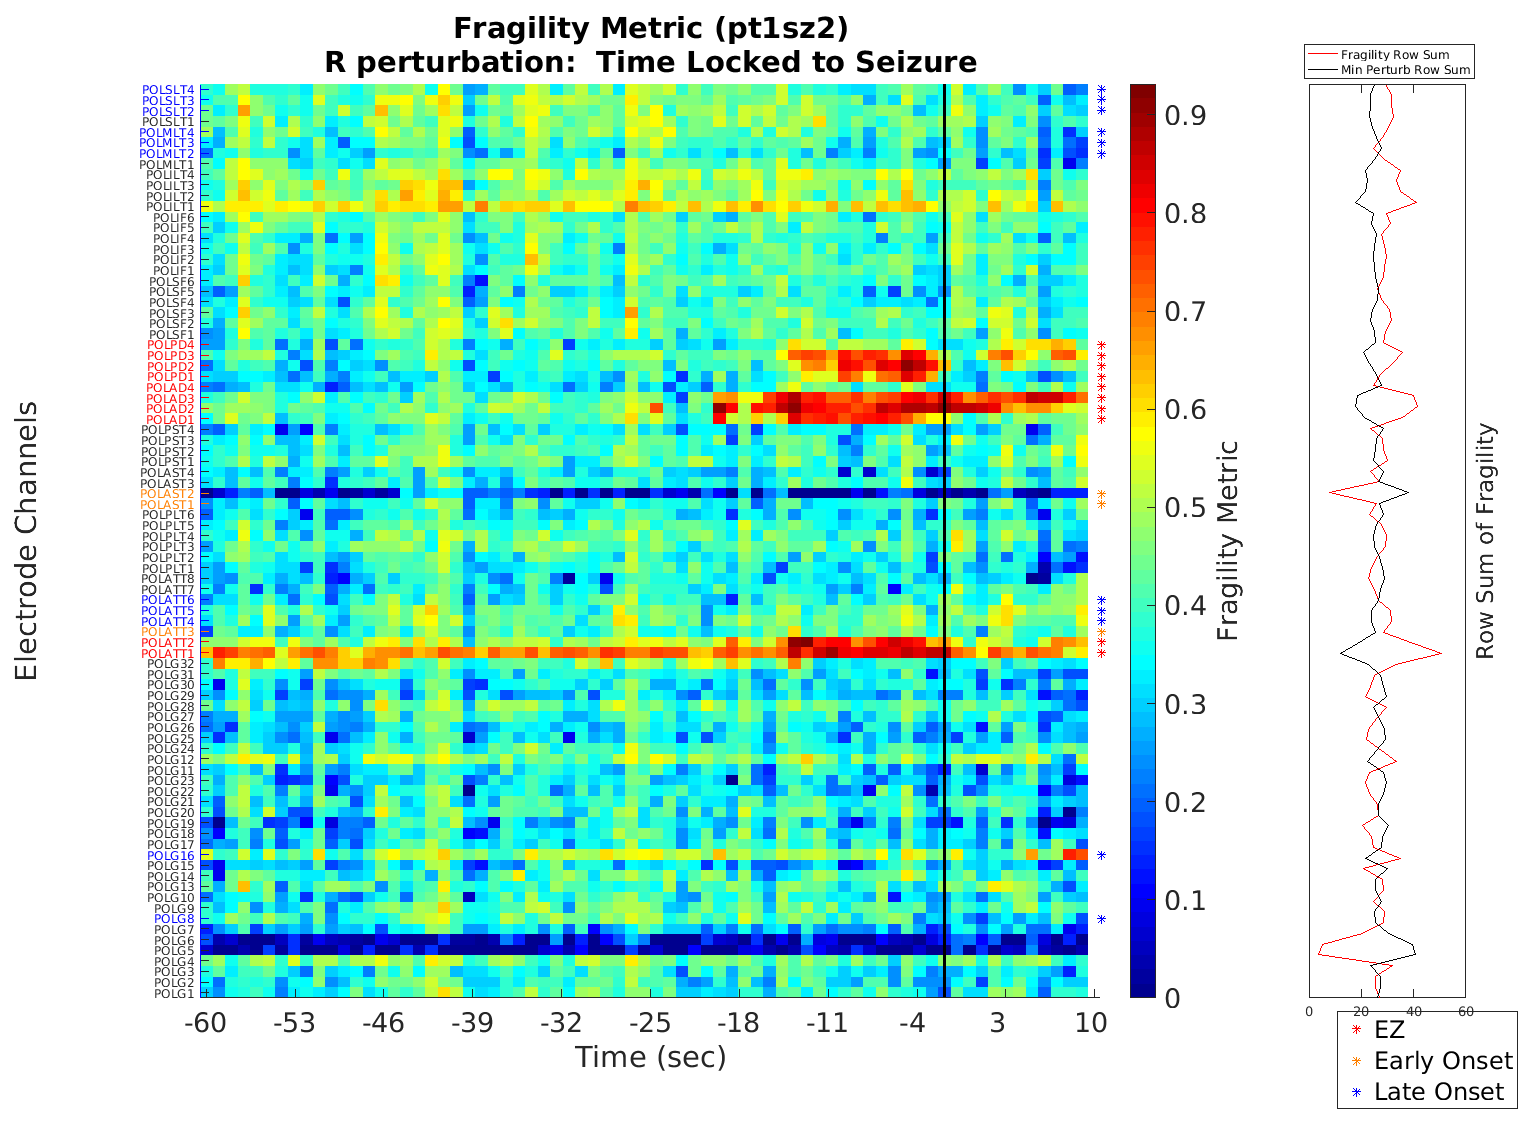 Fragility Metric (pt1sz2)
R perturbation:  Time Locked to Seizure
Fragility Row Sum
Min Perturb Row Sum
Electrode Channels
POLSLT4
POLSLT3
POLSLT2
POLSLT1
POLMLT4
POLMLT3
POLMLT2
POLMLT1
POLILT4
POLILT3
POLILT2
POLILT1
POLIF6
POLIF5
POLIF4
POLIF3
POLIF2
POLIF1
POLSF6
POLSF5
POLSF4
POLSF3
POLSF2
POLSF1
POLPD4
POLPD3
POLPD2
POLPD1
POLAD4
POLAD3
POLAD2
POLAD1
POLPST4
POLPST3
POLPST2
POLPST1
POLAST4
POLAST3
POLAST2
POLAST1
POLPLT6
POLPLT5
POLPLT4
POLPLT3
POLPLT2
POLPLT1
POLATT8
POLATT7
POLATT6
POLATT5
POLATT4
POLATT3
POLATT2
POLATT1
POLG32
POLG31
POLG30
POLG29
POLG28
POLG27
POLG26
POLG25
POLG24
POLG12
POLG11
POLG23
POLG22
POLG21
POLG20
POLG19
POLG18
POLG17
POLG16
POLG15
POLG14
POLG13
POLG10
POLG9
POLG8
POLG7
POLG6
POLG5
POLG4
POLG3
POLG2
POLG1
-60 -53 -46 -39 -32 -25 -18 -11 -4 3 10
Time (sec)
0.9
0.8
0.7
0.6
0.5
0.4
0.3
0.2
0.1
0
Fragility Metric
0 20 40 60
Row Sum of Fragility
EZ
Early Onset
Late Onset